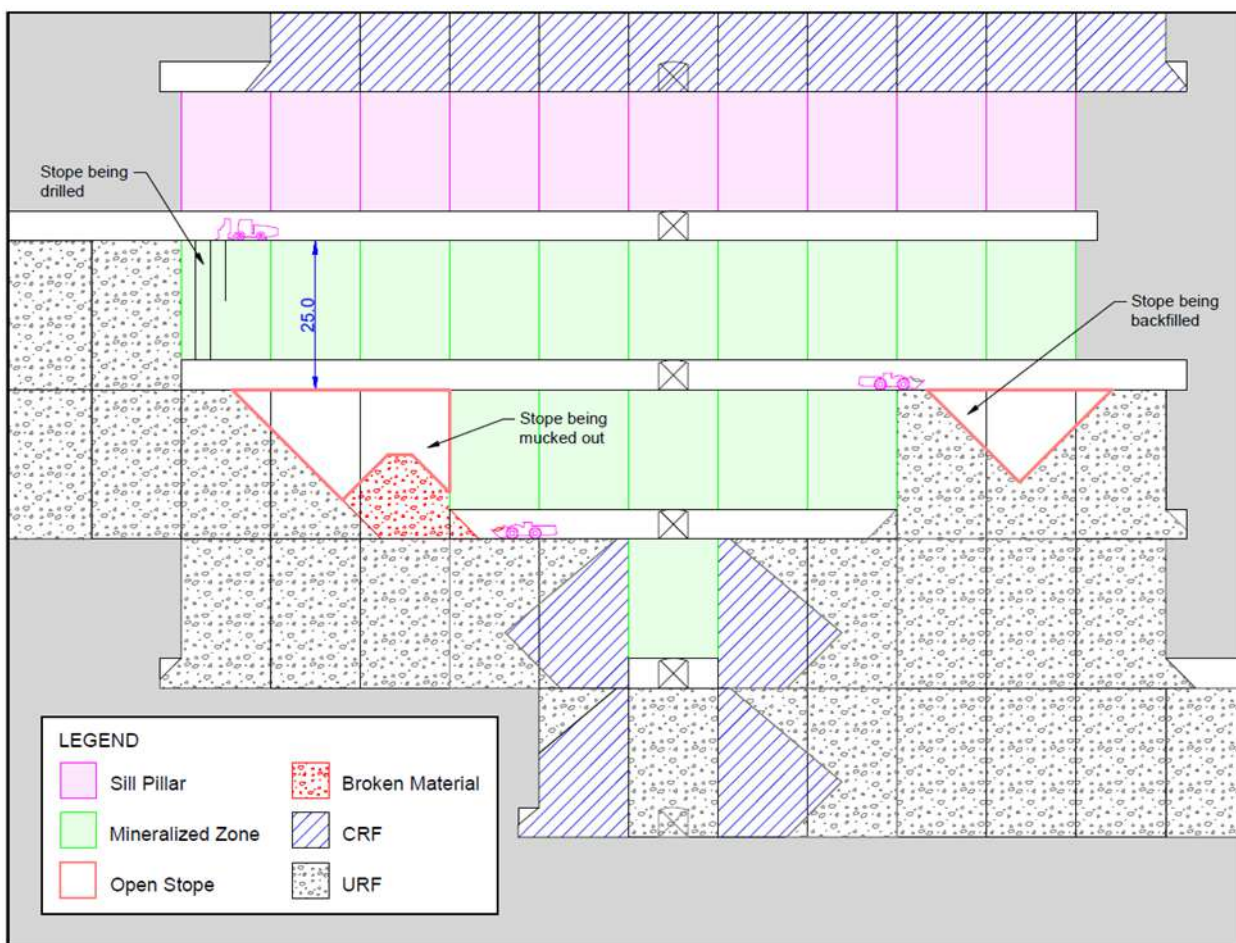 Stope being
drilled
25.0
Stope being
backfilled
Stope being
mucked out
LEGEND
Sill Pillar
Broken Material
Mineralized Zone
CRF
Open Stope
URF